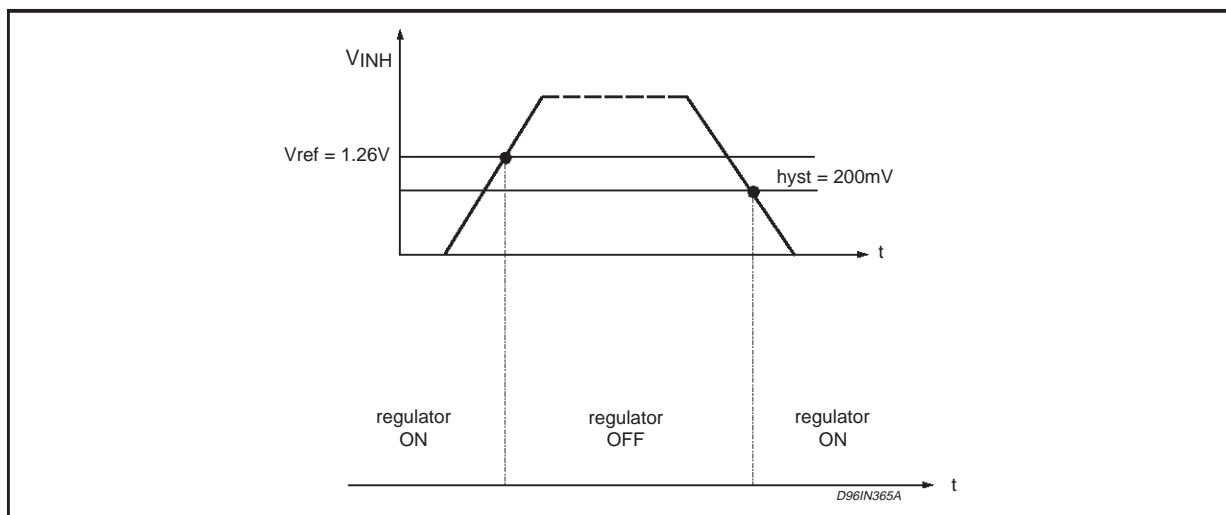 VINH
Vref = 1.26V
hyst = 200mV
t
regulator
ON
regulator
OFF
regulator
ON
t
D96IN365A